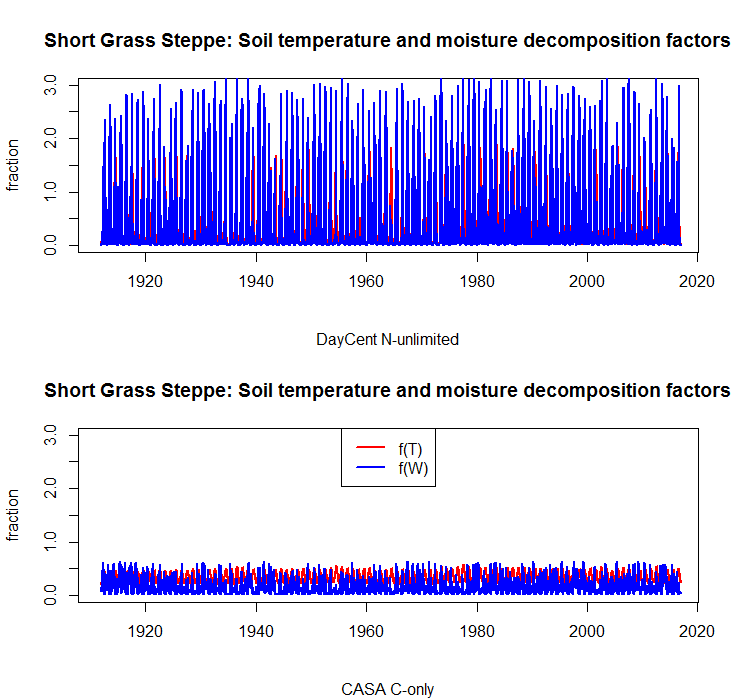 Short Grass Steppe: Soil temperature and moisture decomposition factors
3.0
2.0
1.0
0.0
fraction
1920 1940 1960 1980 2000 2020
DayCent N-unlimited
Short Grass Steppe: Soil temperature and moisture decomposition factors
3.0
2.0
1.0
0.0
fraction
f(T)
f(W)
1920 1940 1960 1980 2000 2020
CASA C-only